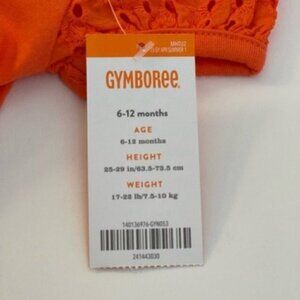 GYMBOREE
6-12 months
AGE
6-12 months
HEIGHT
25-29 in/63.5-73.5 cm
WEIGHT
17-22 lb/7.5-10 kg
140136976-GYN053
241443030